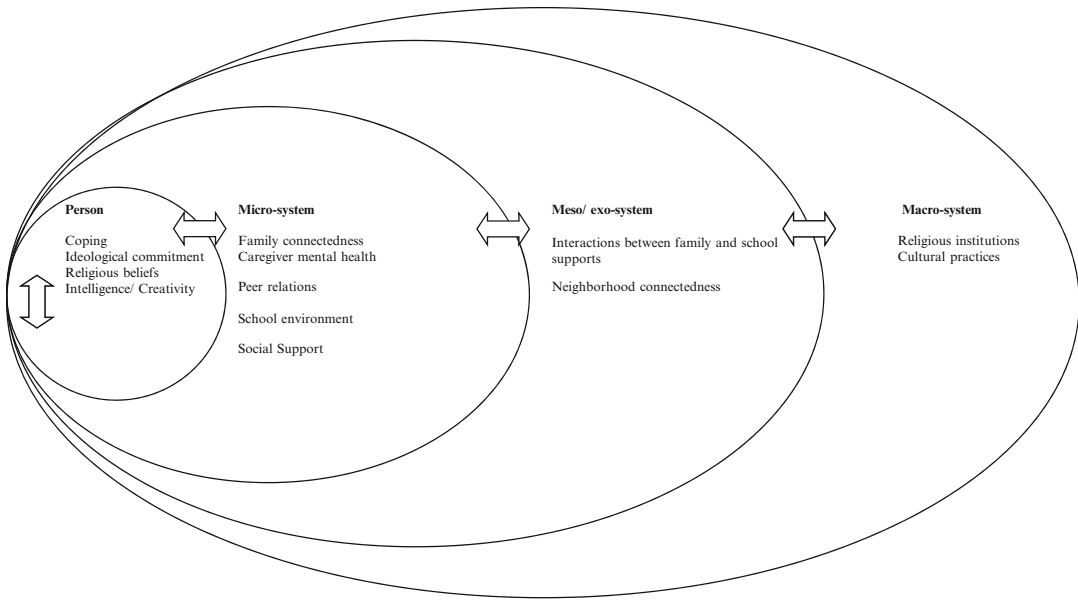 Person
Coping
Ideological commitment
Religious beliefs
Intelligence/ Creativity
Micro-system
Family connectedness
Caregiver mental health
Peer relations
School environment
Social Support
Meso/ exo-system
Interactions between family and school
supports
Neighborhood connectedness
Macro-system
Religious institutions
Cultural practices